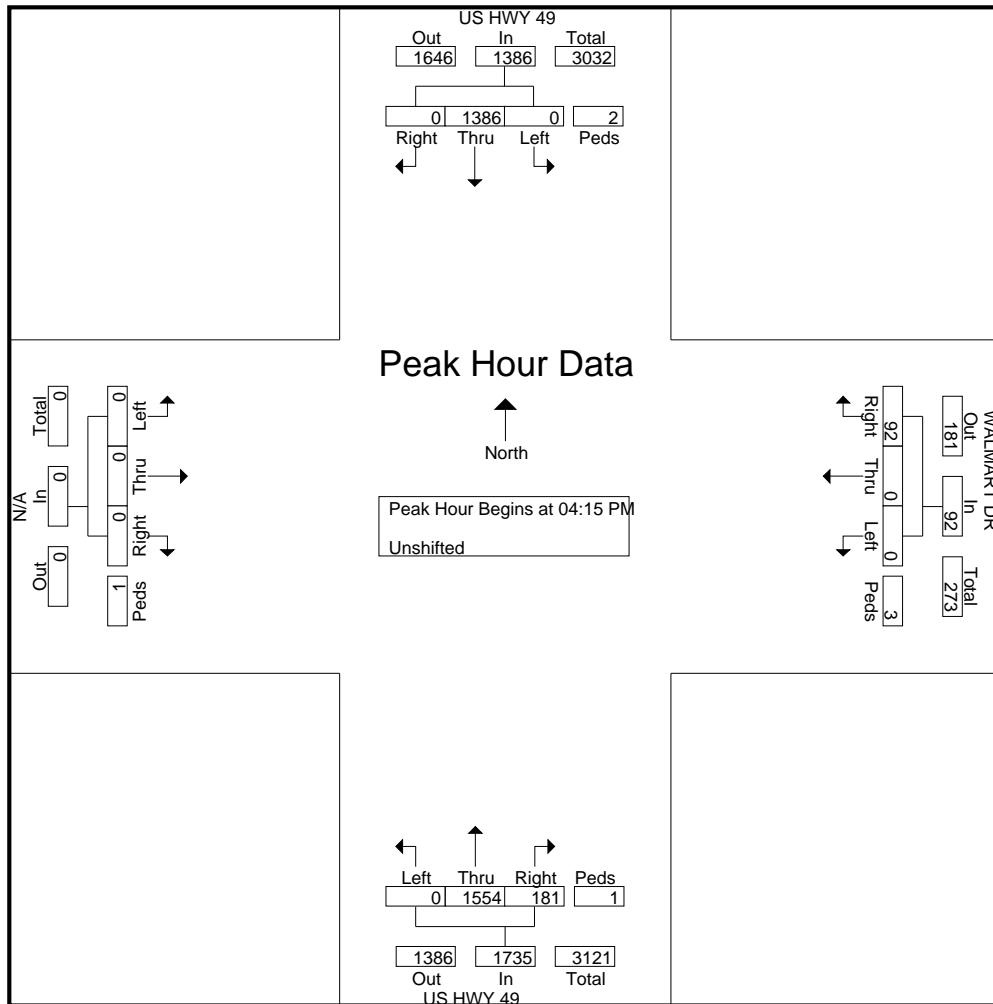 US HWY 49
Out In Total
1646 1386 3032
0 1386 0 2
Right Thru Left Peds
Peak Hour Data
North
Peak Hour Begins at 04:15 PM
Unshifted
N/A
Out In Total
0 0 0
1 0 0 0
Peds Right Thru Left
WALMART DR
Out In Total
181 92 273
92 0 0 3
Right Thru Left Peds
Left Thru Right Peds
0 1554 181 1
1386 1735 3121
Out In Total
US HWY 49